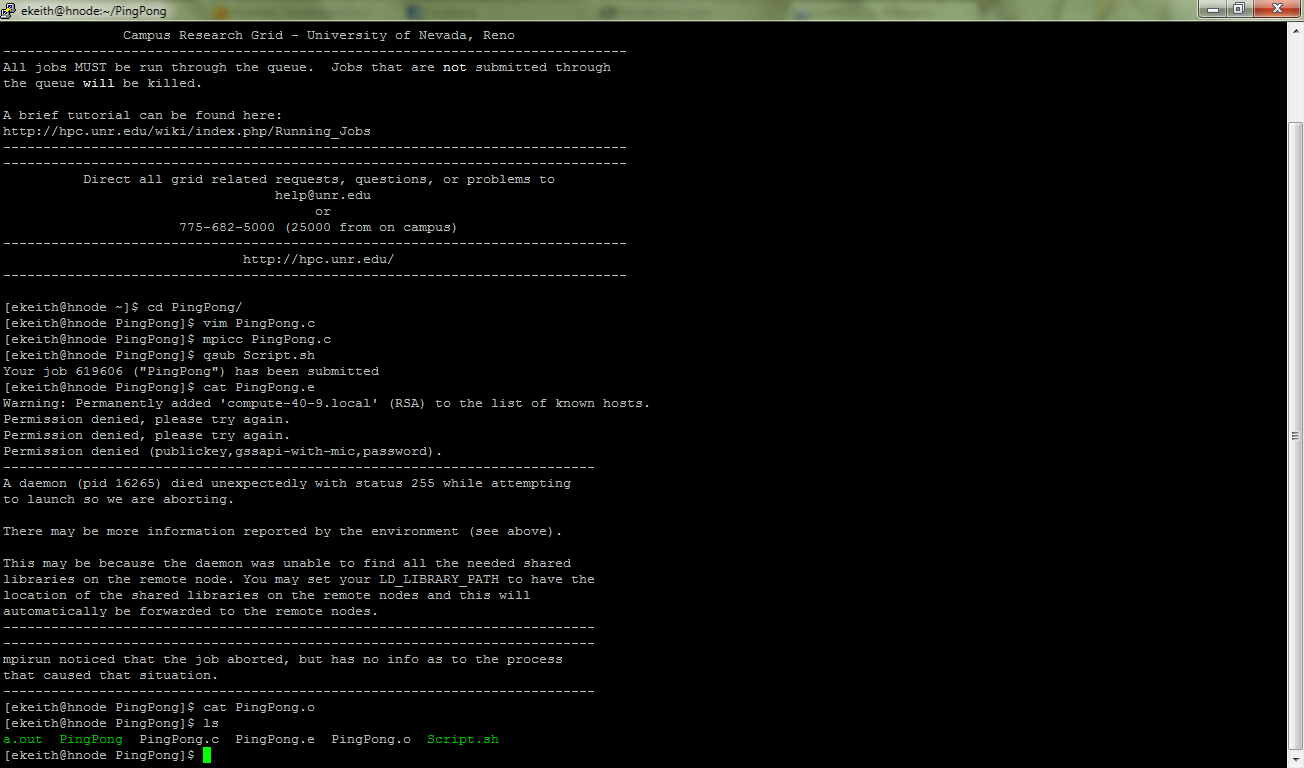 ekeith@hnode:~/PingPong
Campus Research Grid - University of Nevada, Reno
------------------------------------------------------------------------------
All jobs MUST be run through the queue.  Jobs that are not submitted through
the queue will be killed.
A brief tutorial can be found here:
http://hpc.unr.edu/wiki/index.php/Running_Jobs
------------------------------------------------------------------------------
------------------------------------------------------------------------------
Direct all grid related requests, questions, or problems to
help@unr.edu
or
775-682-5000 (25000 from on campus)
------------------------------------------------------------------------------
http://hpc.unr.edu/
------------------------------------------------------------------------------
[ekeith@hnode ~]$ cd PingPong/
[ekeith@hnode PingPong]$ vim PingPong.c
[ekeith@hnode PingPong]$ mpicc PingPong.c
[ekeith@hnode PingPong]$ qsub Script.sh
Your job 619606 ("PingPong") has been submitted
[ekeith@hnode PingPong]$ cat PingPong.e
Warning: Permanently added 'compute-40-9.local' (RSA) to the list of known hosts.
Permission denied, please try again.
Permission denied, please try again.
Permission denied (publickey,gssapi-with-mic,password).
--------------------------------------------------------------------------
A daemon (pid 16265) died unexpectedly with status 255 while attempting
to launch so we are aborting.
There may be more information reported by the environment (see above).
This may be because the daemon was unable to find all the needed shared
libraries on the remote node. You may set your LD_LIBRARY_PATH to have the
location of the shared libraries on the remote nodes and this will
automatically be forwarded to the remote nodes.
--------------------------------------------------------------------------
--------------------------------------------------------------------------
mpirun noticed that the job aborted, but has no info as to the process
that caused that situation.
--------------------------------------------------------------------------
[ekeith@hnode PingPong]$ cat PingPong.o
[ekeith@hnode PingPong]$ ls
a.out  PingPong  PingPong.c  PingPong.e  PingPong.o  Script.sh
[ekeith@hnode PingPong]$